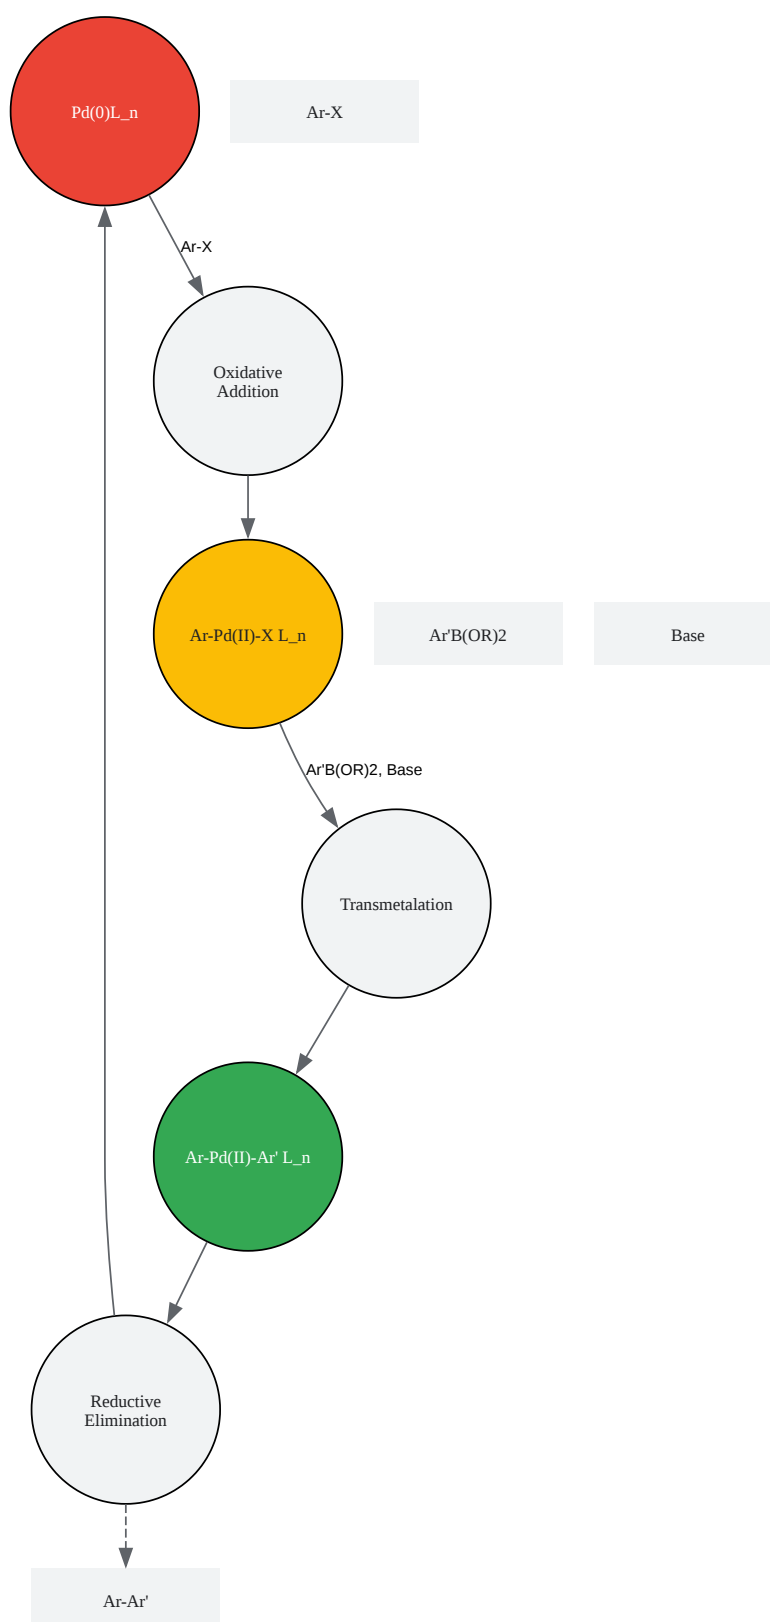 Pd(0)L_n
Ar-X
Ar-X
Oxidative
Addition
Ar-Pd(II)-X L_n
Ar'B(OR)2
Base
Ar'B(OR)2, Base
Transmetalation
Ar-Pd(II)-Ar' L_n
Reductive
Elimination
Ar-Ar'